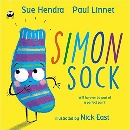 Sue Hendra
Paul Linnet
SIMON
SOCK
Illustrated by Nick East